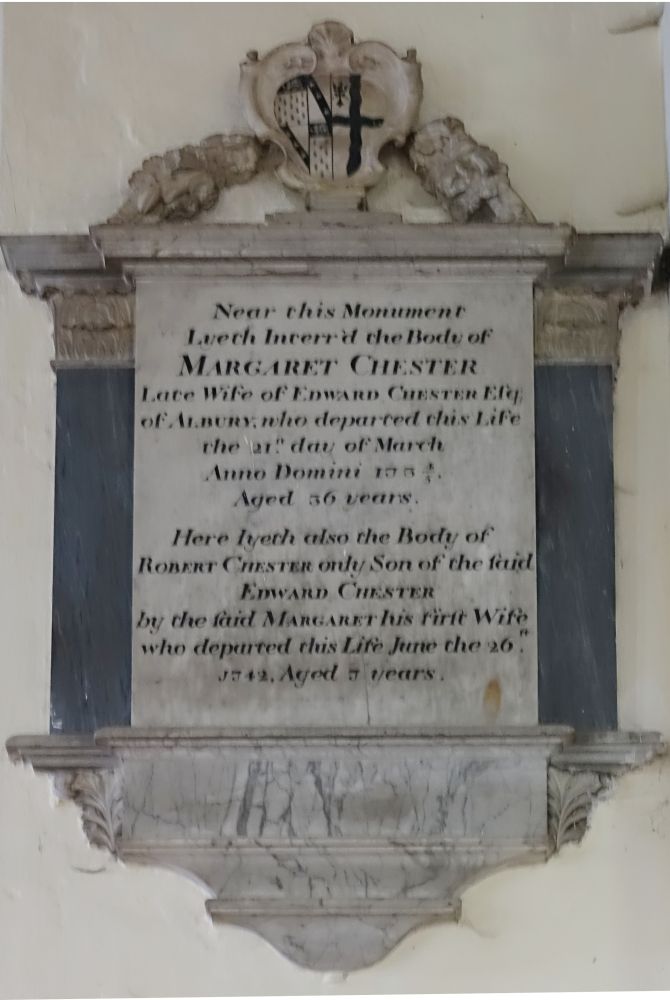 Near this Monument
Lyeth Interr'd the Body of
MARGARET CHESTER
Late Wife of EDWARD CHESTER Eſq;
of ALBURY, who departed this Life
the 21st day of March
Anno Domini 173 4/5.
Aged 36 years.
Here lyeth also the Body of
ROBERT CHESTER only Son of the ſaid
EDWARD CHESTER
by the ſaid MARGARET his firſt Wife
who departed this Life June the 26th
1742, Aged 7 years.